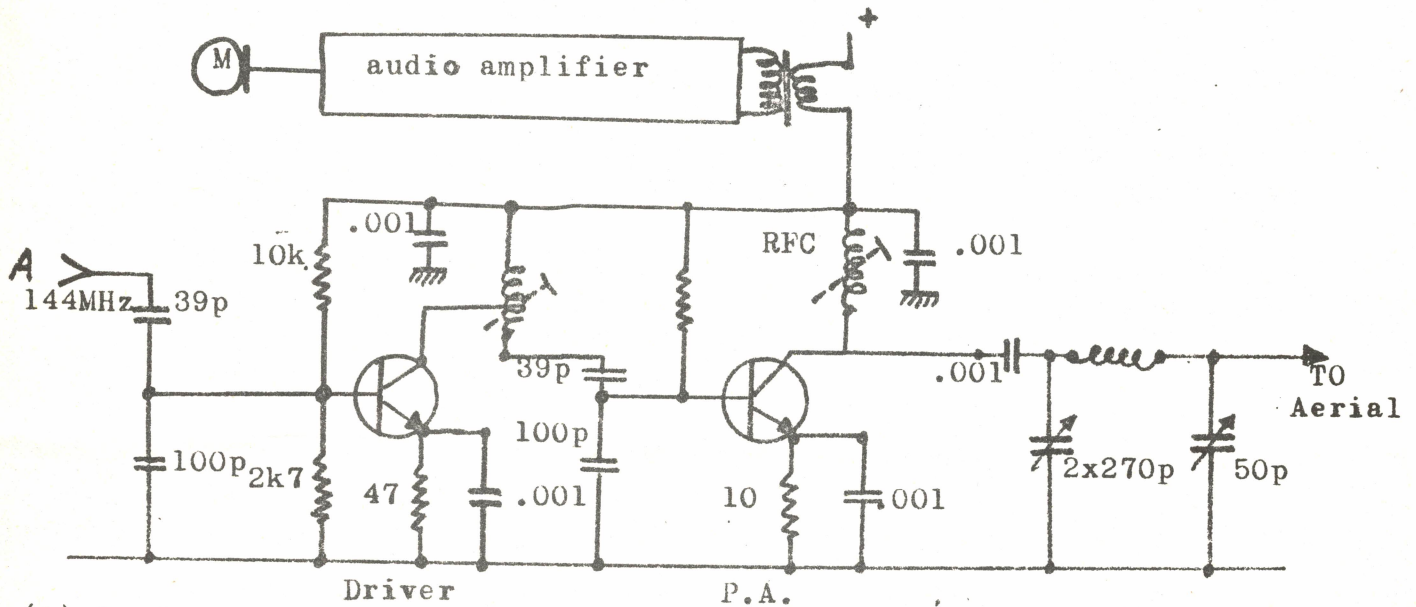 +
M
audio amplifier
.001
RFC
.001
10k
A
144MHz
39p
39p
.001
TO
Aerial
100p
100p
2k7
47
.001
10
.001
2x270p
50p
Driver
P.A.